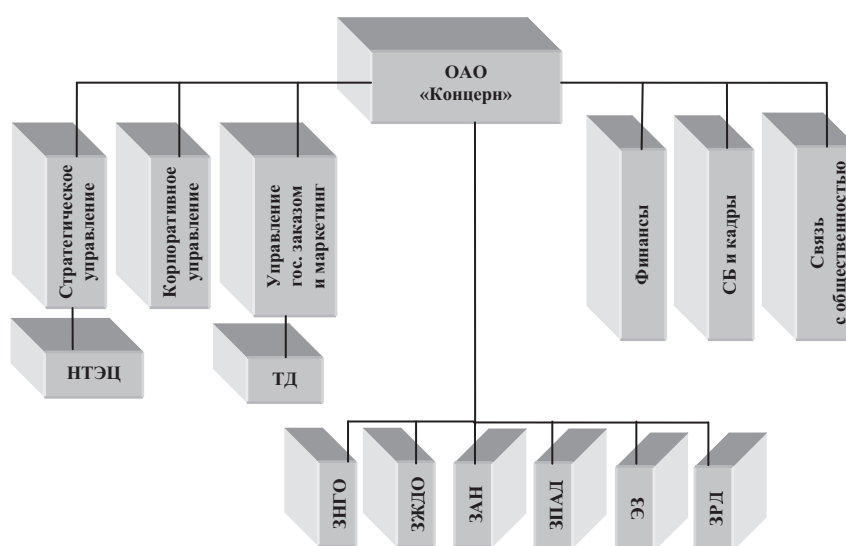 ОАО
«Концерн»
Стратегическое
управление
Корпоративное
управление
Управление
гос. заказом
и маркетинг
Финансы
СБ и кадры
Связь
с общественностью
НТЭЦ
ТД
ЗНГО
ЗЖДО
ЗАН
ЗПАД
ЭЗ
ЗРД